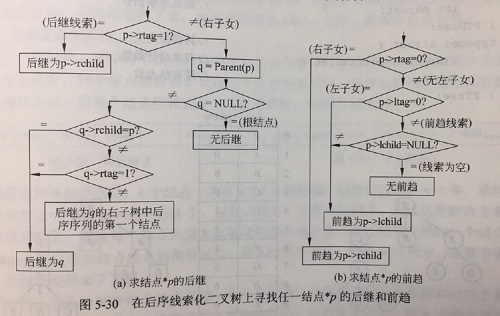 (后继线索)=
p->rtag=1?
≠(右子女)
后继为p->rchild
q = Parent(p)
≠
q = NULL?
=(根结点)
无后继
=
q->rchild=p?
≠
=
q->rtag=1?
≠
后继为q的右子树中后
序序列的第一个结点
后继为q
(a) 求结点*p的后继
(右子女)=
p->rtag=0?
≠(无右子女)
(左子女)=
p->ltag=0?
≠(前趋线索)
≠
p->lchild=NULL?
=(线索为空)
无前趋
前趋为p->lchild
前趋为p->rchild
(b) 求结点*p的前趋
图 5-30 在后序线索化二叉树上寻找任一结点*p 的后继和前趋